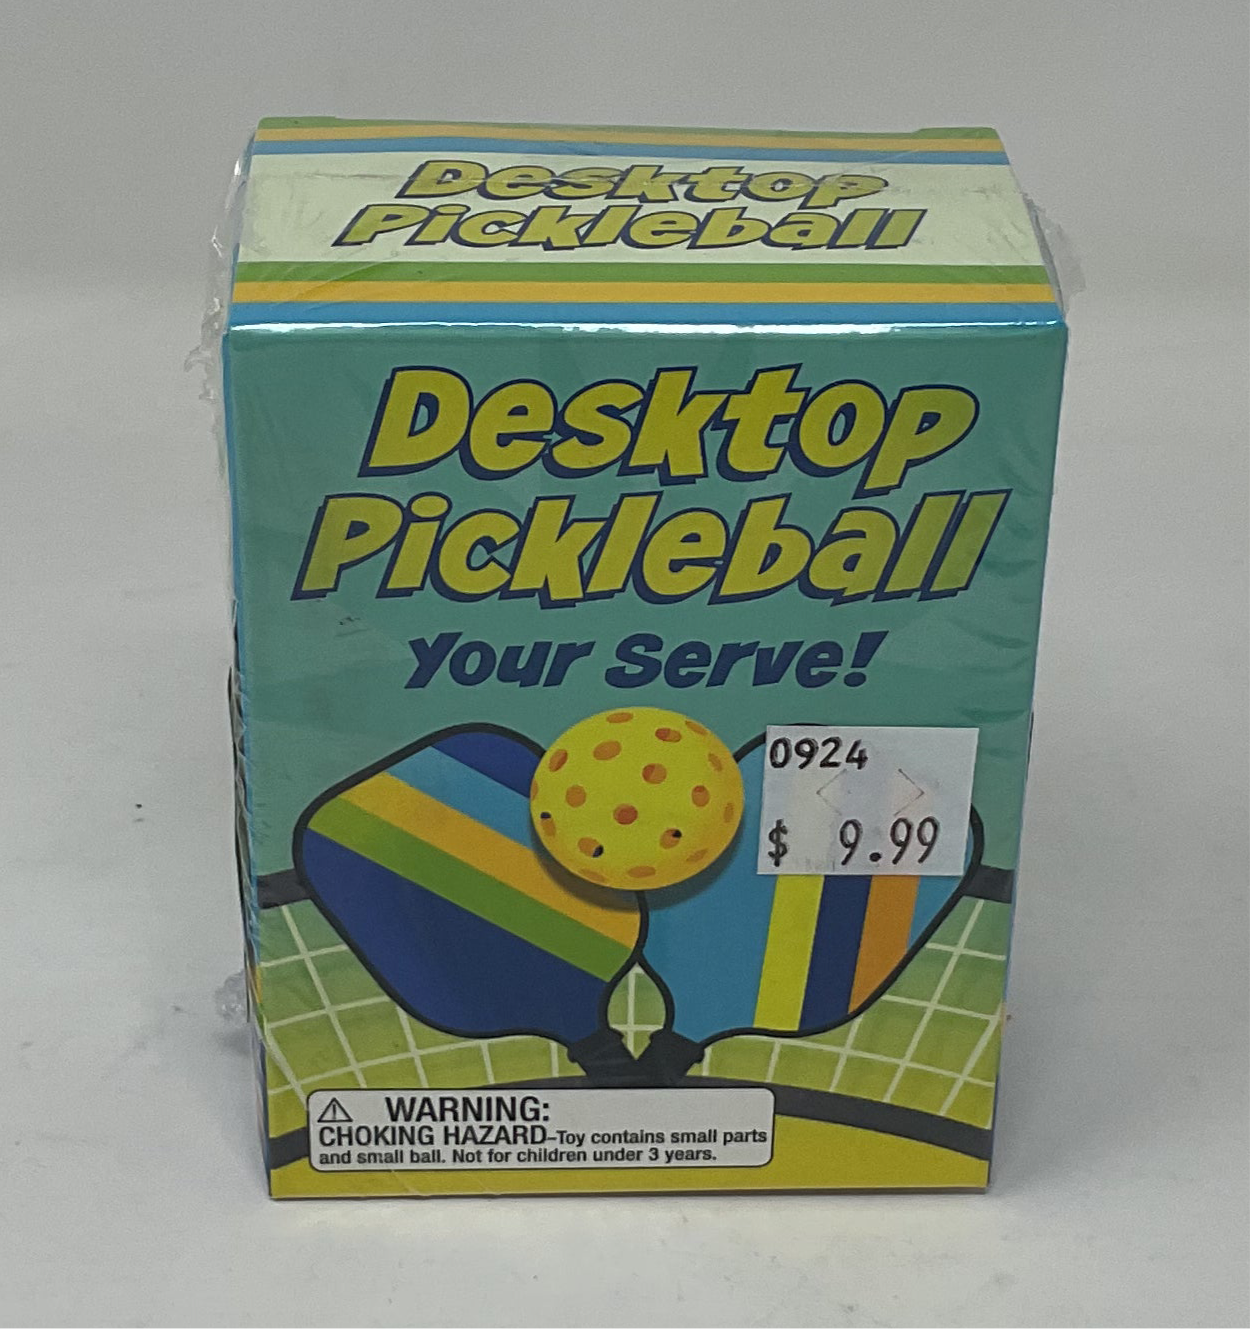 Desktop
Pickleball
Desktop
Pickleball
Your Serve!
0924
$ 9.99
WARNING:
CHOKING HAZARD–Toy contains small parts
and small ball. Not for children under 3 years.